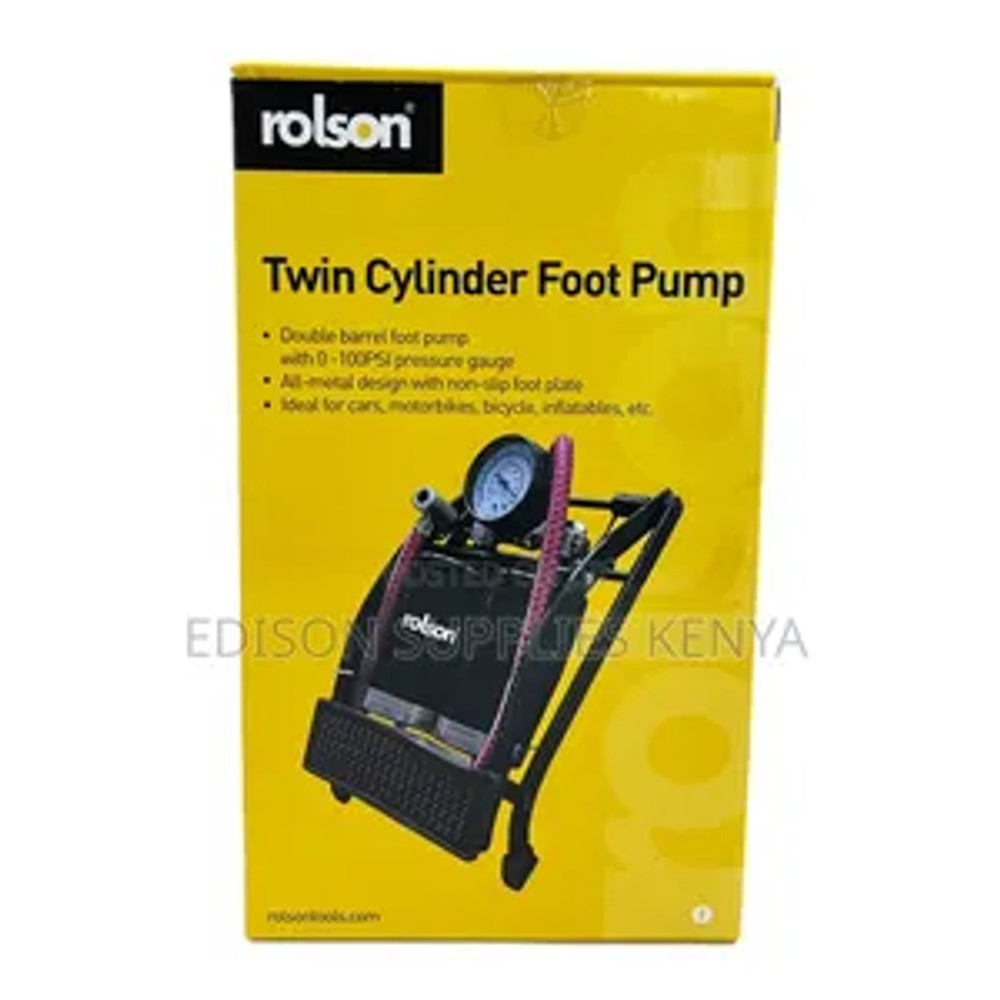 rolson®
Twin Cylinder Foot Pump
• Double barrel foot pump
with 0 -100PSI pressure gauge
• All-metal design with non-slip foot plate
• Ideal for cars, motorbikes, bicycle, inflatables, etc.
rolson
EDISON SUPPLIES KENYA
rolsontools.com